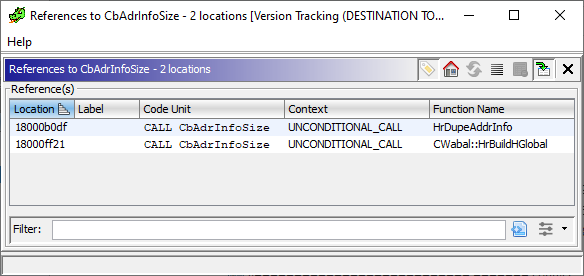 References to CbAdrInfoSize - 2 locations [Version Tracking (DESTINATION TO...
Help
References to CbAdrInfoSize - 2 locations
Reference(s)
Location Label Code Unit Context Function Name
18000b0df CALL CbAdrInfoSize UNCONDITIONAL_CALL HrDupeAddrInfo
18000ff21 CALL CbAdrInfoSize UNCONDITIONAL_CALL CWabal::HrBuildHGlobal
Filter: